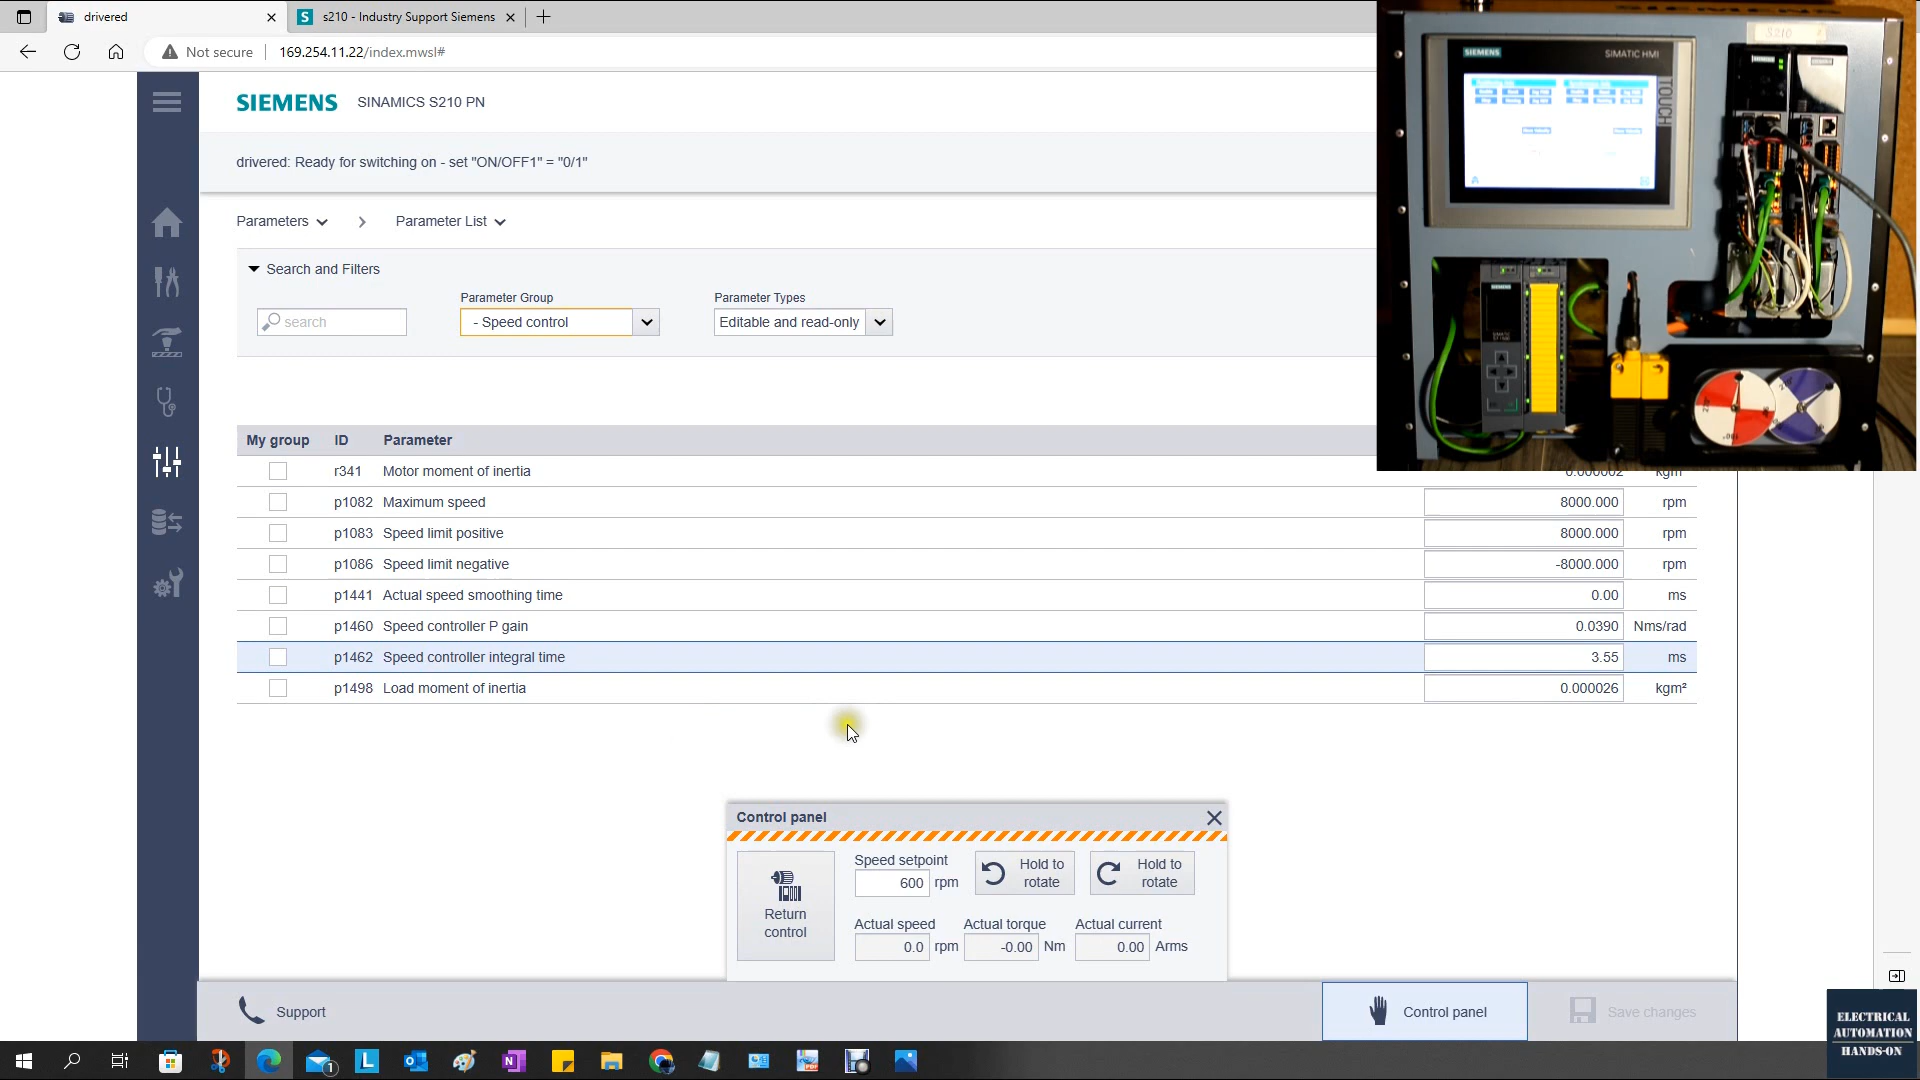 drivered
s210 - Industry Support Siemens
Not secure
169.254.11.22/index.mwsl#
SIEMENS SINAMICS S210 PN
drivered: Ready for switching on - set "ON/OFF1" = "0/1"
Parameters Parameter List
Search and Filters
Parameter Group
Parameter Types
search
- Speed control
Editable and read-only
My group ID Parameter
r341 Motor moment of inertia 0.000002 kgm²
p1082 Maximum speed 8000.000 rpm
p1083 Speed limit positive 8000.000 rpm
p1086 Speed limit negative -8000.000 rpm
p1441 Actual speed smoothing time 0.00 ms
p1460 Speed controller P gain 0.0390 Nms/rad
p1462 Speed controller integral time 3.55 ms
p1498 Load moment of inertia 0.000026 kgm²
Control panel
Return
control
Speed setpoint
600 rpm
Hold to
rotate
Hold to
rotate
Actual speed Actual torque Actual current
0.0 rpm -0.00 Nm 0.00 Arms
Support
Control panel
Save changes
SIEMENS
SIMATIC HMI
TOUCH
S210
SIEMENS
ELECTRICAL
AUTOMATION
HANDS-ON